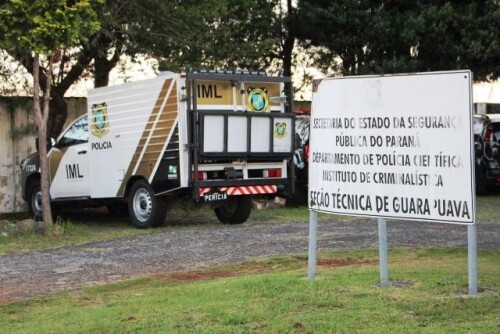 IML
POLÍCIA
IML
PERÍCIA
SECRETARIA DO ESTADO DA SEGURANÇA
PÚBLICA DO PARANÁ
DEPARTAMENTO DE POLÍCIA CIENTÍFICA
INSTITUTO DE CRIMINALÍSTICA
SEÇÃO TÉCNICA DE GUARAPUAVA